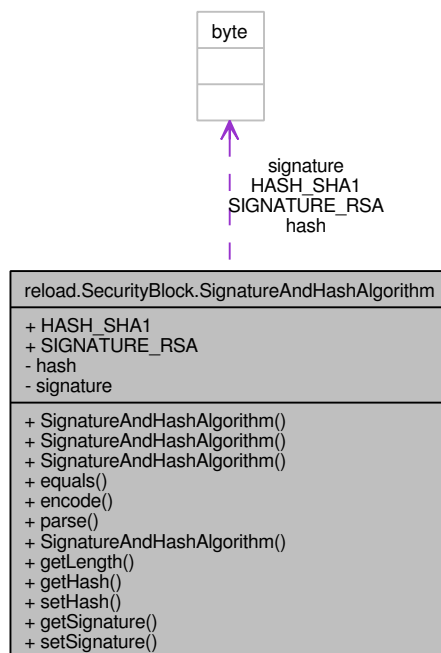 byte
signature
HASH_SHA1
SIGNATURE_RSA
hash
reload.SecurityBlock.SignatureAndHashAlgorithm
+ HASH_SHA1
+ SIGNATURE_RSA
- hash
- signature
+ SignatureAndHashAlgorithm()
+ SignatureAndHashAlgorithm()
+ SignatureAndHashAlgorithm()
+ equals()
+ encode()
+ parse()
+ SignatureAndHashAlgorithm()
+ getLength()
+ getHash()
+ setHash()
+ getSignature()
+ setSignature()